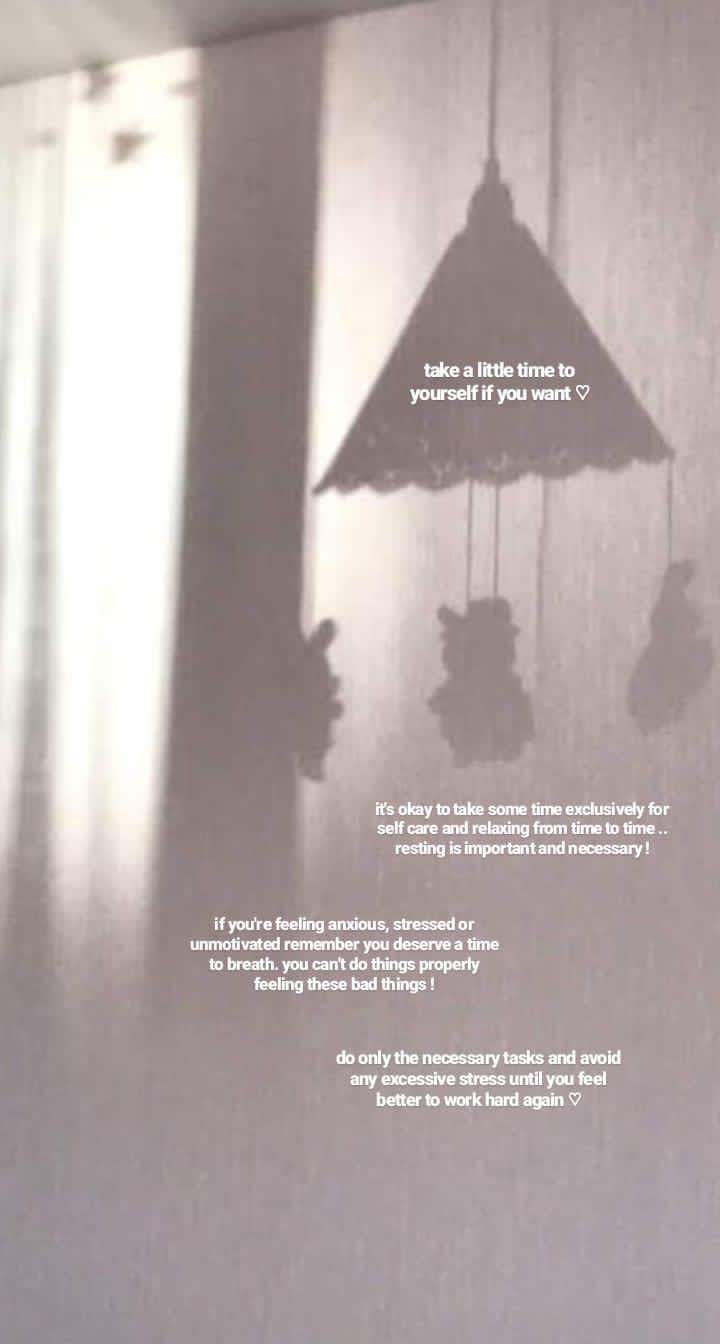 take a little time to
yourself if you want ♡
it's okay to take some time exclusively for
self care and relaxing from time to time ..
resting is important and necessary !
if you're feeling anxious, stressed or
unmotivated remember you deserve a time
to breath. you can't do things properly
feeling these bad things !
do only the necessary tasks and avoid
any excessive stress until you feel
better to work hard again ♡